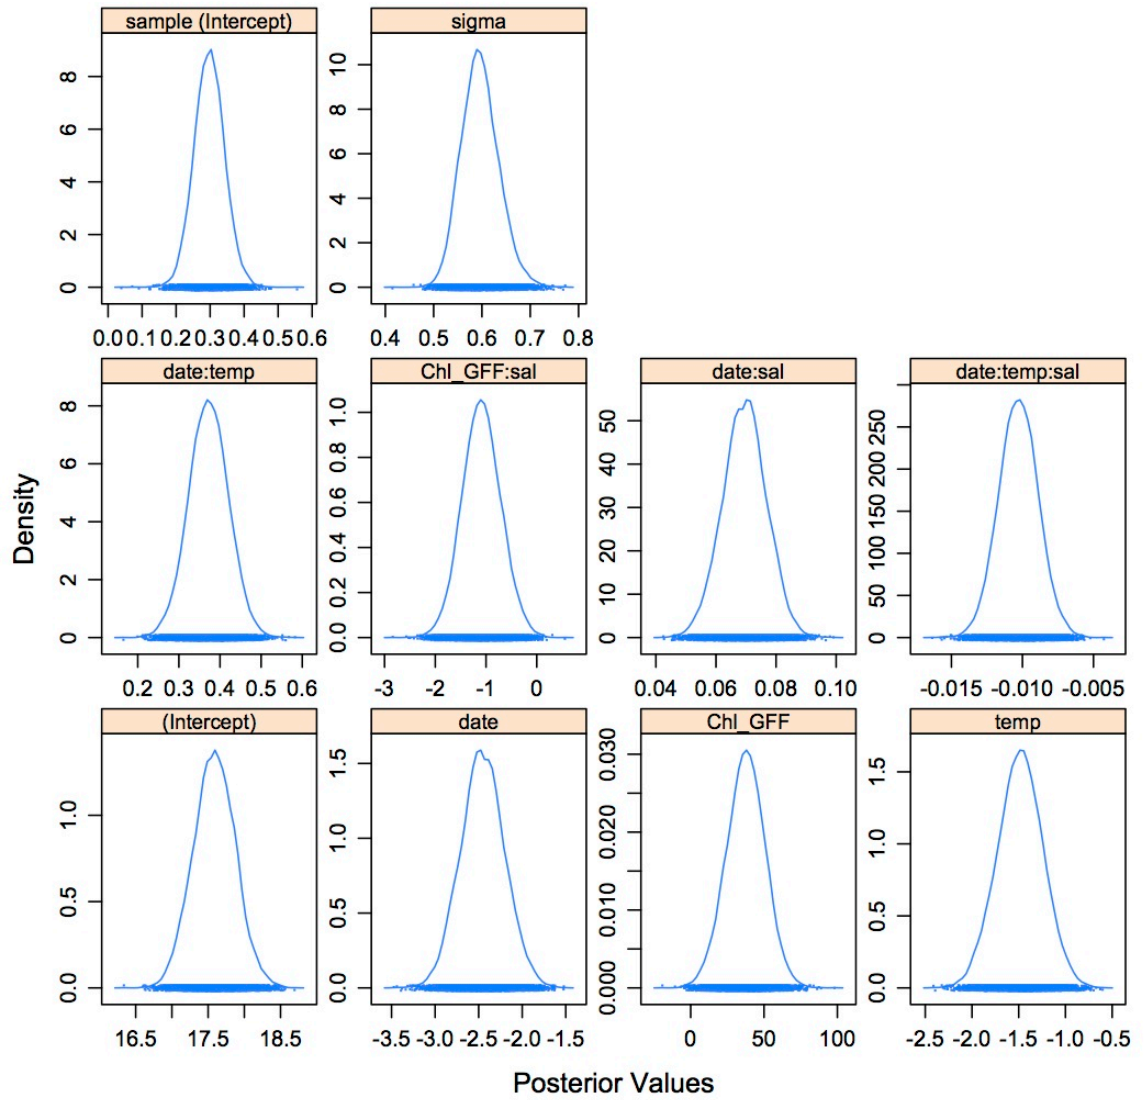 sample (Intercept) sigma
0 2 4 6 8
0 2 4 6 8 10
0.0 0.1 0.2 0.3 0.4 0.5 0.6
0.4 0.5 0.6 0.7 0.8
date:temp Chl_GFF:sal date:sal date:temp:sal
0 2 4 6 8
0.0 0.2 0.4 0.6 0.8 1.0
0 10 20 30 40 50
0 50 100 150 200 250
0.2 0.3 0.4 0.5 0.6
-3 -2 -1 0
0.04 0.06 0.08 0.10
-0.015 -0.010 -0.005
Density
(Intercept) date Chl_GFF temp
0.0 0.5 1.0
0.0 0.5 1.0 1.5
0.000 0.010 0.020 0.030
0.0 0.5 1.0 1.5
16.5 17.5 18.5
-3.5 -3.0 -2.5 -2.0 -1.5
0 50 100
-2.5 -2.0 -1.5 -1.0 -0.5
Posterior Values